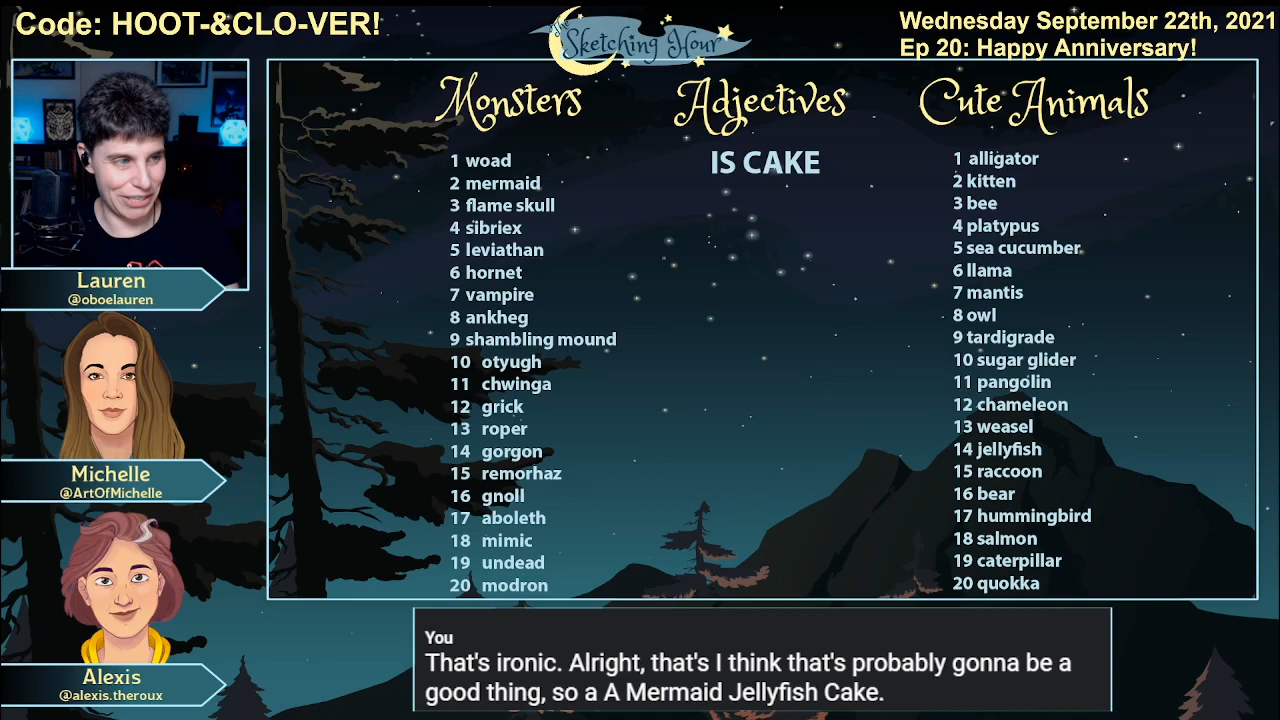 Code: HOOT-&CLO-VER!
The Sketching Hour
Wednesday September 22th, 2021
Ep 20: Happy Anniversary!
Lauren
@oboelauren
Michelle
@ArtOfMichelle
Alexis
@alexis.theroux
Monsters
1 woad
2 mermaid
3 flame skull
4 sibriex
5 leviathan
6 hornet
7 vampire
8 ankheg
9 shambling mound
10 otyugh
11 chwinga
12 grick
13 roper
14 gorgon
15 remorhaz
16 gnoll
17 aboleth
18 mimic
19 undead
20 modron
Adjectives
IS CAKE
Cute Animals
1 alligator
2 kitten
3 bee
4 platypus
5 sea cucumber
6 llama
7 mantis
8 owl
9 tardigrade
10 sugar glider
11 pangolin
12 chameleon
13 weasel
14 jellyfish
15 raccoon
16 bear
17 hummingbird
18 salmon
19 caterpillar
20 quokka
You
That's ironic. Alright, that's I think that's probably gonna be a
good thing, so a A Mermaid Jellyfish Cake.